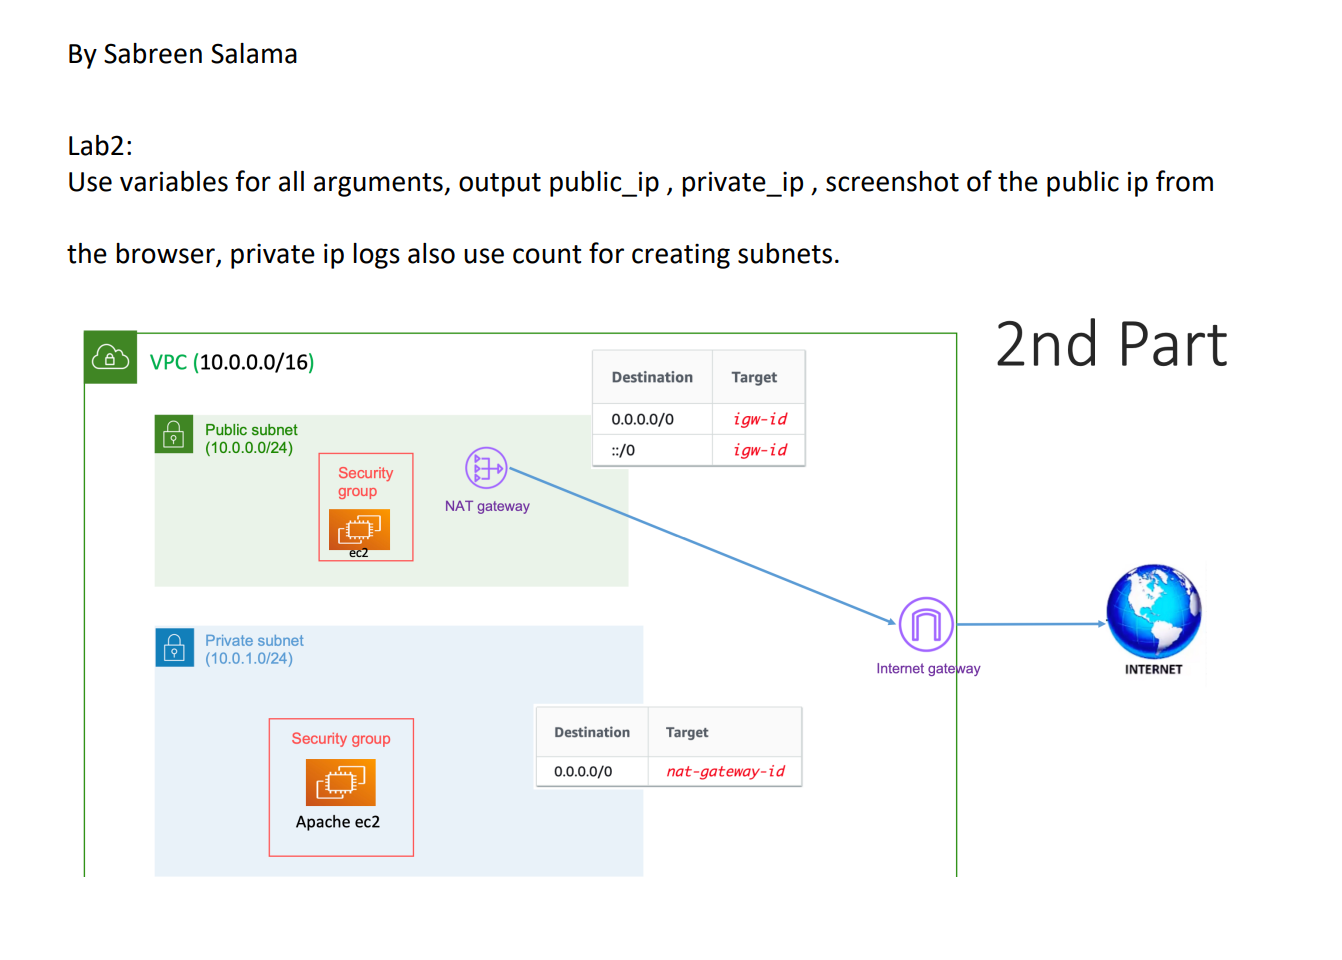 By Sabreen Salama
Lab2:
Use variables for all arguments, output public_ip , private_ip , screenshot of the public ip from
the browser, private ip logs also use count for creating subnets.
2nd Part
VPC (10.0.0.0/16)
Destination Target
0.0.0.0/0 igw-id
::/0 igw-id
Public subnet
(10.0.0.0/24)
Security
group
ec2
NAT gateway
Internet gateway
INTERNET
Private subnet
(10.0.1.0/24)
Security group
Apache ec2
Destination Target
0.0.0.0/0 nat-gateway-id